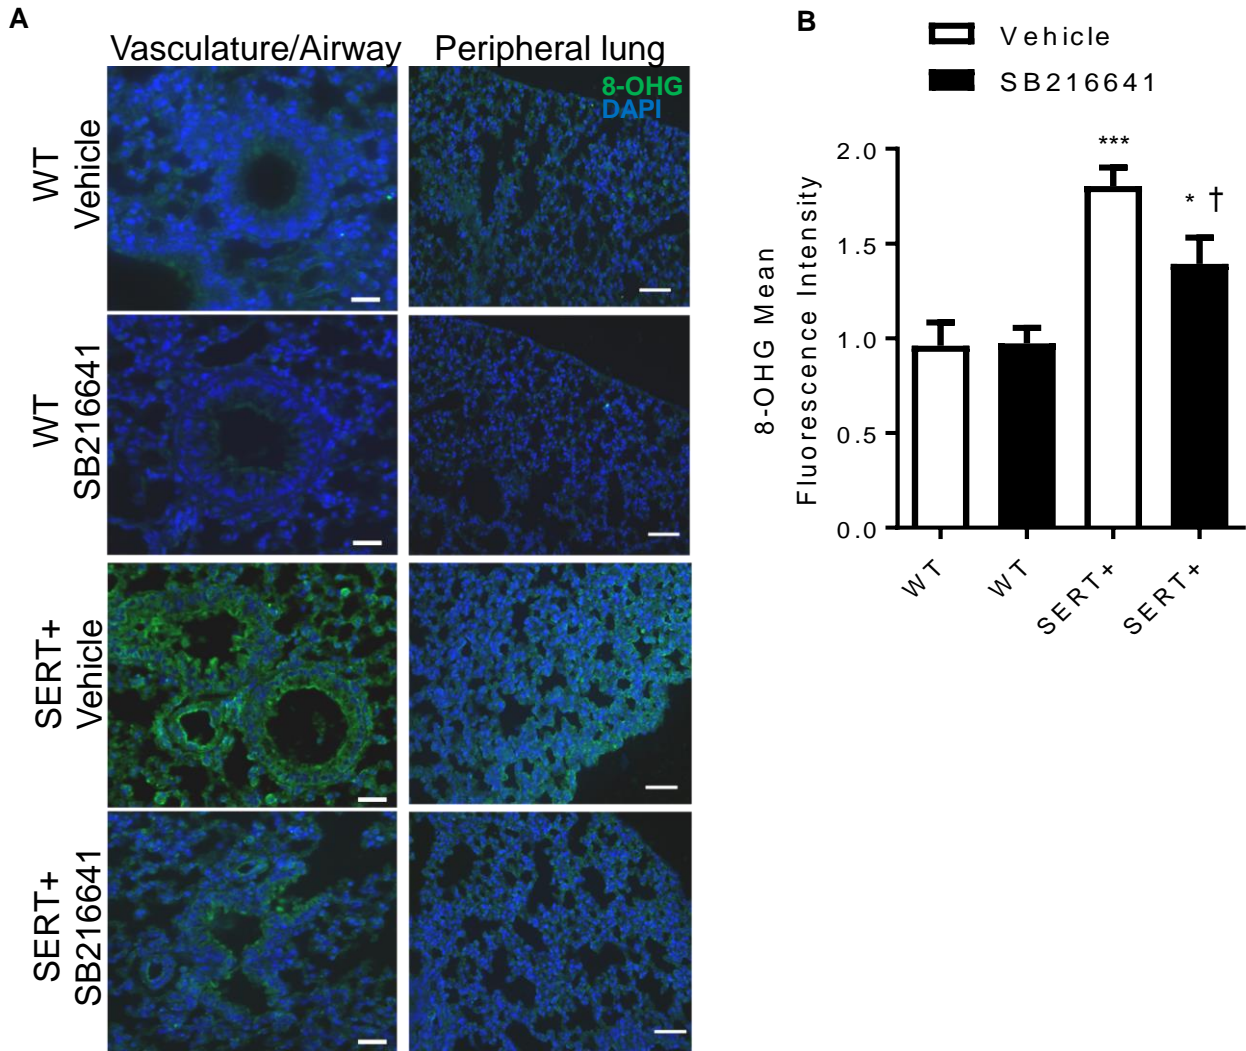 A
Vasculature/Airway
Peripheral lung
8-OHG
DAPI
WT
Vehicle
WT
SB216641
SERT+
Vehicle
SERT+
SB216641
B
Vehicle
SB216641
8-OHG Mean
Fluorescence Intensity
2.0
1.5
1.0
0.5
0.0
***
* †
WT
WT
SERT+
SERT+